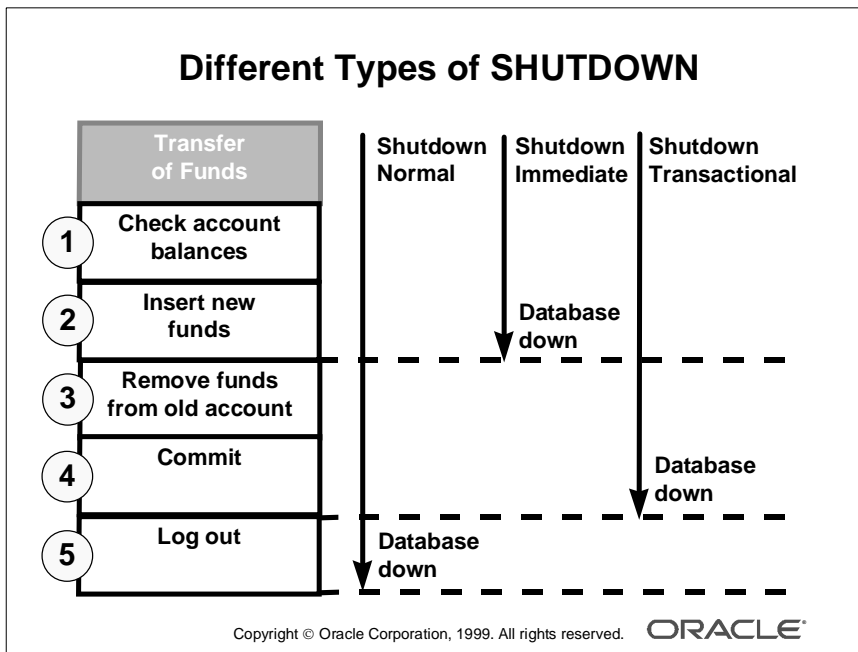 Different Types of SHUTDOWN
Transfer
of Funds
Shutdown
Normal
Shutdown
Immediate
Shutdown
Transactional
1
Check account
balances
2
Insert new
funds
Database
down
3
Remove funds
from old account
4
Commit
Database
down
5
Log out
Database
down
Copyright © Oracle Corporation, 1999. All rights reserved.
ORACLE®